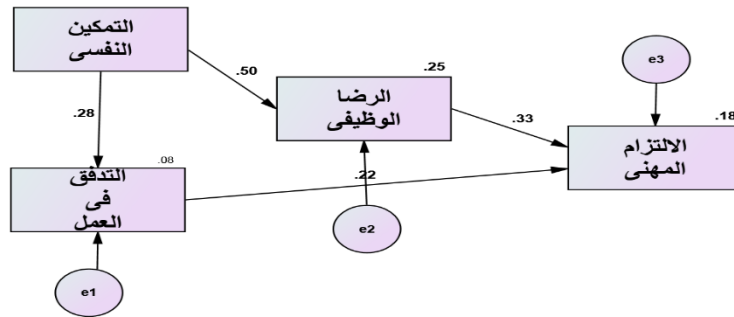 التمكين
النفسى
.50
.28
.25
الرضا
الوظيفى
.33
e3
.18
الالتزام
المهنى
.08
التدفق
فى
العمل
.22
e2
e1